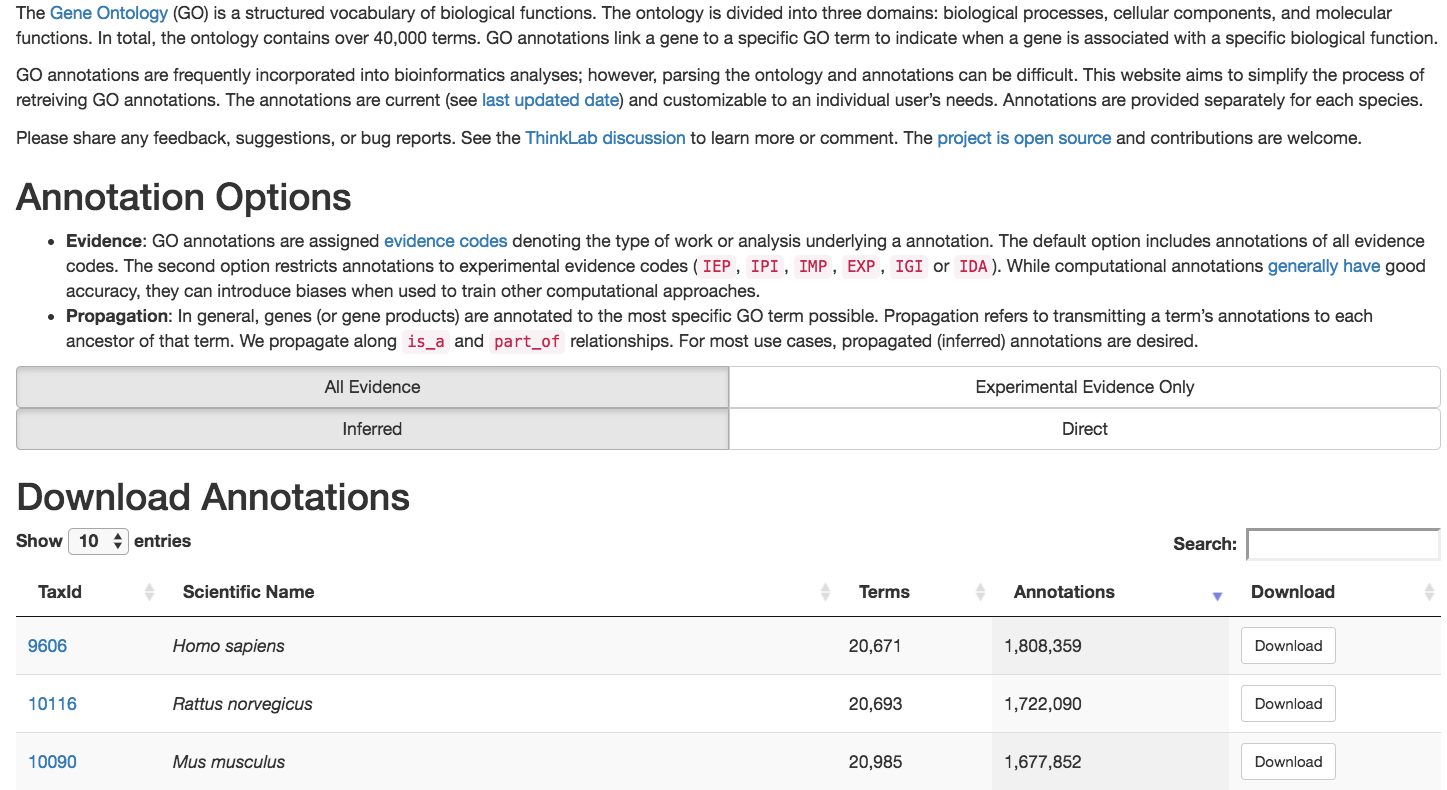 The Gene Ontology (GO) is a structured vocabulary of biological functions. The ontology is divided into three domains: biological processes, cellular components, and molecular
functions. In total, the ontology contains over 40,000 terms. GO annotations link a gene to a specific GO term to indicate when a gene is associated with a specific biological function.
GO annotations are frequently incorporated into bioinformatics analyses; however, parsing the ontology and annotations can be difficult. This website aims to simplify the process of
retreiving GO annotations. The annotations are current (see last updated date) and customizable to an individual user’s needs. Annotations are provided separately for each species.
Please share any feedback, suggestions, or bug reports. See the ThinkLab discussion to learn more or comment. The project is open source and contributions are welcome.
Annotation Options
• Evidence: GO annotations are assigned evidence codes denoting the type of work or analysis underlying a annotation. The default option includes annotations of all evidence
codes. The second option restricts annotations to experimental evidence codes ( IEP , IPI , IMP , EXP , IGI or IDA ). While computational annotations generally have good
accuracy, they can introduce biases when used to train other computational approaches.
• Propagation: In general, genes (or gene products) are annotated to the most specific GO term possible. Propagation refers to transmitting a term’s annotations to each
ancestor of that term. We propagate along is_a and part_of relationships. For most use cases, propagated (inferred) annotations are desired.
All Evidence Experimental Evidence Only
Inferred Direct
Download Annotations
Show 10 entries Search:
TaxId Scientific Name Terms Annotations Download
9606 Homo sapiens 20,671 1,808,359 Download
10116 Rattus norvegicus 20,693 1,722,090 Download
10090 Mus musculus 20,985 1,677,852 Download